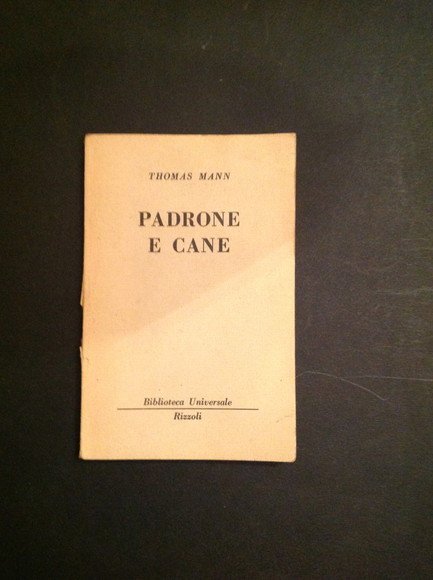 THOMAS MANN
PADRONE
E CANE
Biblioteca Universale
Rizzoli